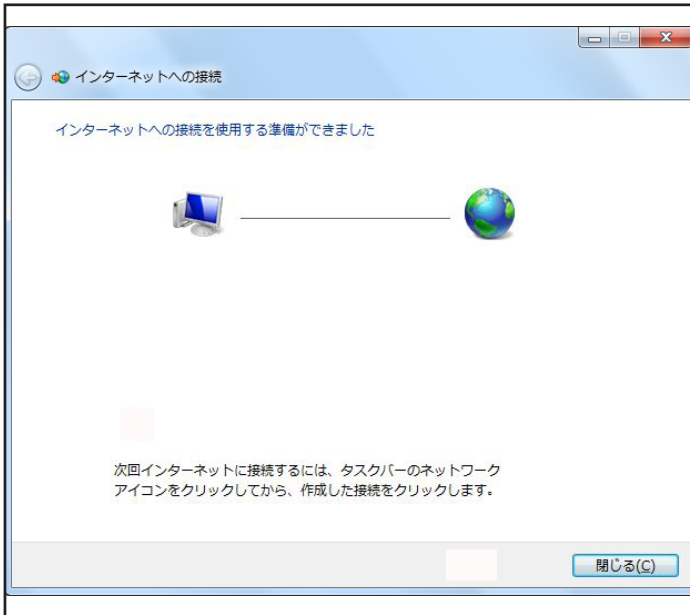 インターネットへの接続
インターネットへの接続を使用する準備ができました
次回インターネットに接続するには、タスクバーのネットワーク
アイコンをクリックしてから、作成した接続をクリックします。
閉じる(C)